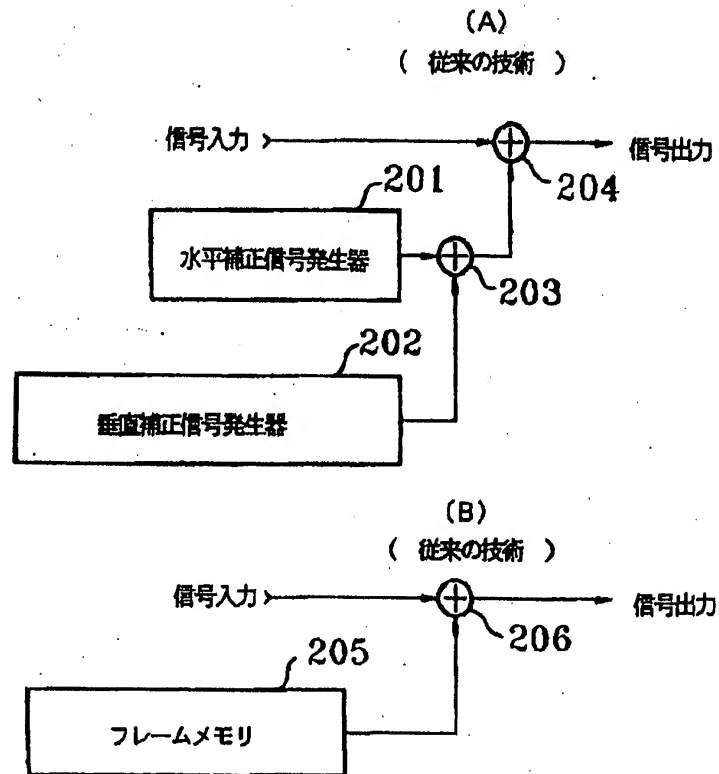 (A)
( 従来の技術 )
信号入力
信号出力
204
201
水平補正信号発生器
203
202
垂直補正信号発生器
(B)
( 従来の技術 )
信号入力
信号出力
206
205
フレームメモリ